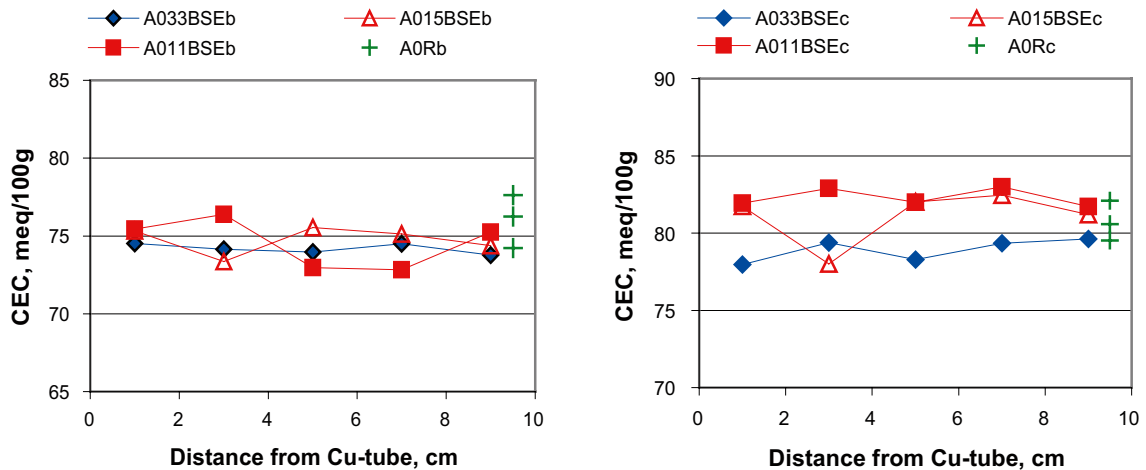 A033BSEb A015BSEb
A011BSEb A0Rb
85
80
75
70
65
CEC, meq/100g
0 2 4 6 8 10
Distance from Cu-tube, cm
A033BSEc A015BSEc
A011BSEc A0Rc
90
85
80
75
70
CEC, meq/100g
0 2 4 6 8 10
Distance from Cu-tube, cm